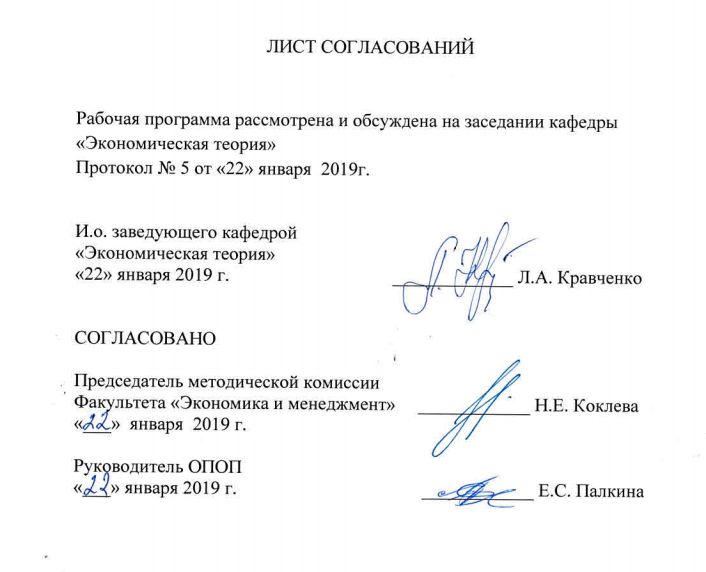 ЛИСТ СОГЛАСОВАНИЙ
Рабочая программа рассмотрена и обсуждена на заседании кафедры
«Экономическая теория»
Протокол № 5 от «22» января 2019г.
И.о. заведующего кафедрой
«Экономическая теория»
«22» января 2019 г. Л.А. Кравченко
СОГЛАСОВАНО
Председатель методической комиссии
Факультета «Экономика и менеджмент» Н.Е. Коклева
«22» января 2019 г.
Руководитель ОПОП
«22» января 2019 г. Е.С. Палкина